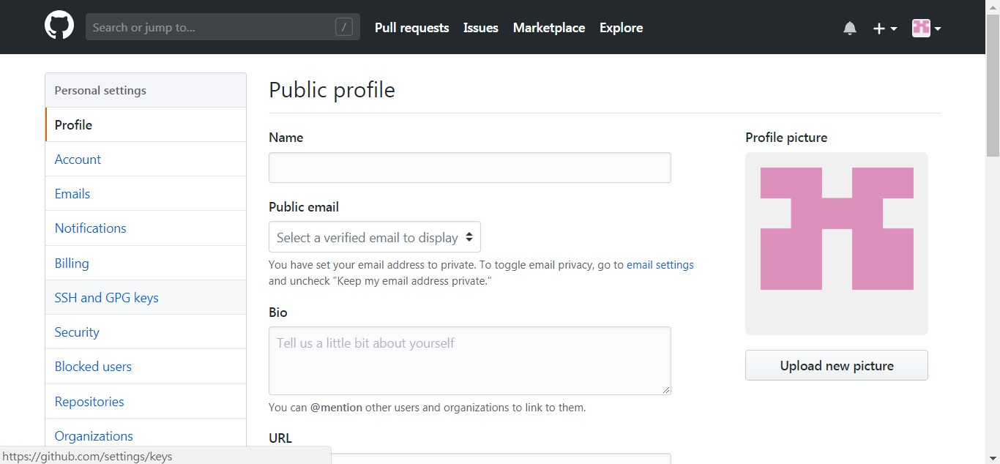 Search or jump to... /
Pull requests
Issues
Marketplace
Explore
Personal settings
Profile
Account
Emails
Notifications
Billing
SSH and GPG keys
Security
Blocked users
Repositories
Organizations
Public profile
Name
Public email
Select a verified email to display
You have set your email address to private. To toggle email privacy, go to email settings
and uncheck "Keep my email address private."
Bio
Tell us a little bit about yourself
You can @mention other users and organizations to link to them.
URL
Profile picture
Upload new picture
https://github.com/settings/keys